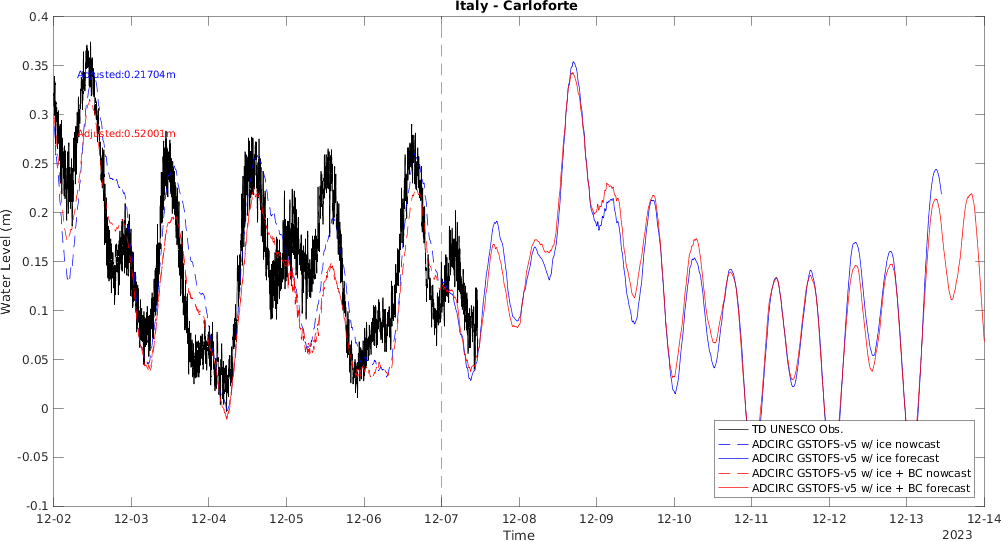 Italy - Carloforte
Water Level (m)
0.4
0.35
0.3
0.25
0.2
0.15
0.1
0.05
0
-0.05
-0.1
Adjusted:0.21704m
Adjusted:0.52001m
TD UNESCO Obs.
ADCIRC GSTOFS-v5 w/ ice nowcast
ADCIRC GSTOFS-v5 w/ ice forecast
ADCIRC GSTOFS-v5 w/ ice + BC nowcast
ADCIRC GSTOFS-v5 w/ ice + BC forecast
12-02 12-03 12-04 12-05 12-06 12-07 12-08 12-09 12-10 12-11 12-12 12-13 12-14
Time
2023